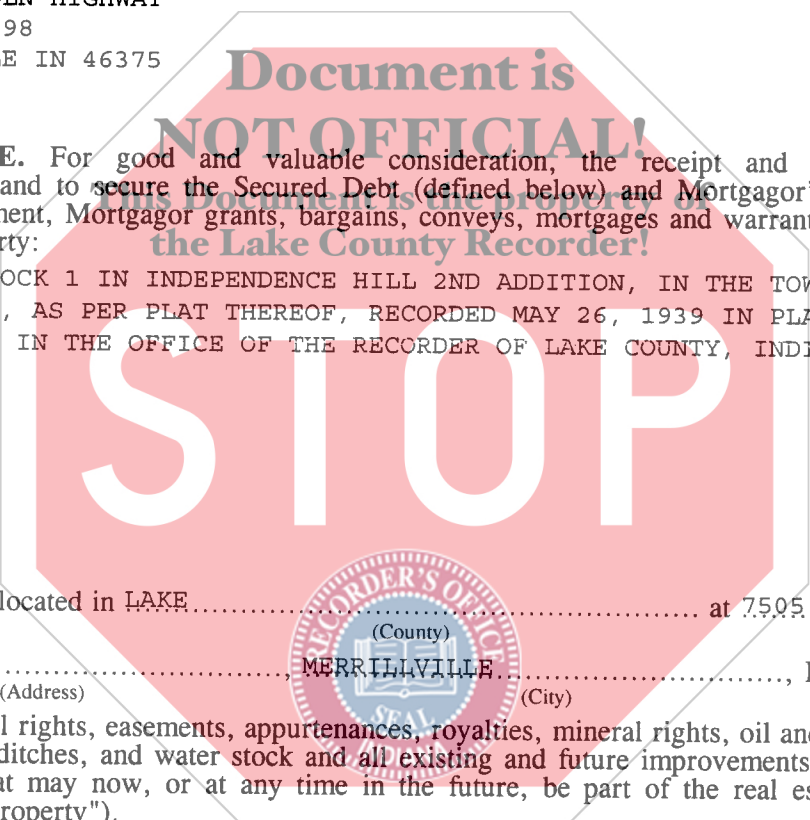 98
E IN 46375
Document is
NOT OFFICIAL!
E. For good and valuable consideration, the receipt and
and to secure the Secured Debt (defined below) and Mortgagor'
This Document is the property of
ment, Mortgagor grants, bargains, conveys, mortgages and warrant
rty:
the Lake County Recorder!
OCK 1 IN INDEPENDENCE HILL 2ND ADDITION, IN THE TOW
, AS PER PLAT THEREOF, RECORDED MAY 26, 1939 IN PLA
IN THE OFFICE OF THE RECORDER OF LAKE COUNTY, INDI
STOP
located in LAKE at 7505
(County)
, MERRILLVILLE ,
(Address) (City)
RECORDER'S OFFICE
SEAL
INDIANA
l rights, easements, appurtenances, royalties, mineral rights, oil and
ditches, and water stock and all existing and future improvements
at may now, or at any time in the future, be part of the real es
roperty").